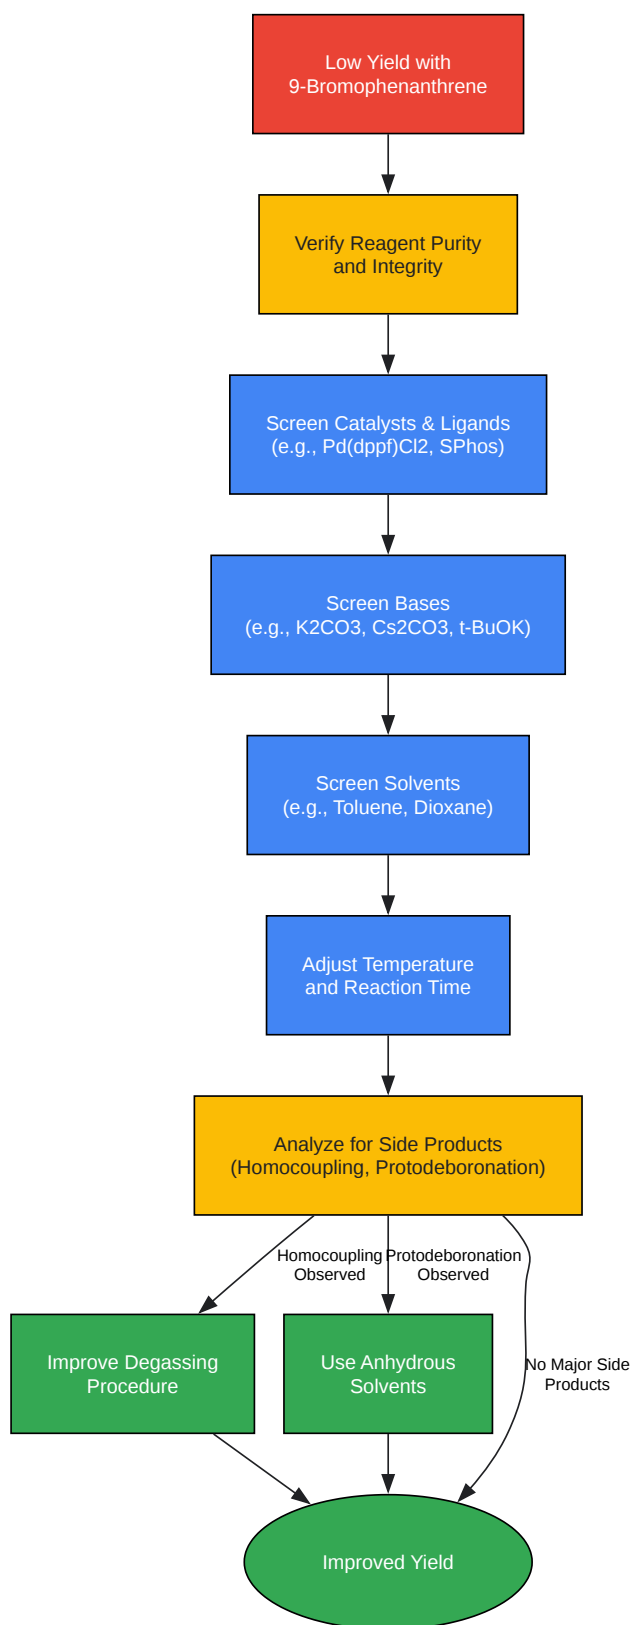 Low Yield with
9-Bromophenanthrene
Verify Reagent Purity
and Integrity
Screen Catalysts & Ligands
(e.g., Pd(dppf)Cl2, SPhos)
Screen Bases
(e.g., K2CO3, Cs2CO3, t-BuOK)
Screen Solvents
(e.g., Toluene, Dioxane)
Adjust Temperature
and Reaction Time
Analyze for Side Products
(Homocoupling, Protodeboronation)
Homocoupling
Observed
Protodeboronation
Observed
No Major Side
Products
Improve Degassing
Procedure
Use Anhydrous
Solvents
Improved Yield